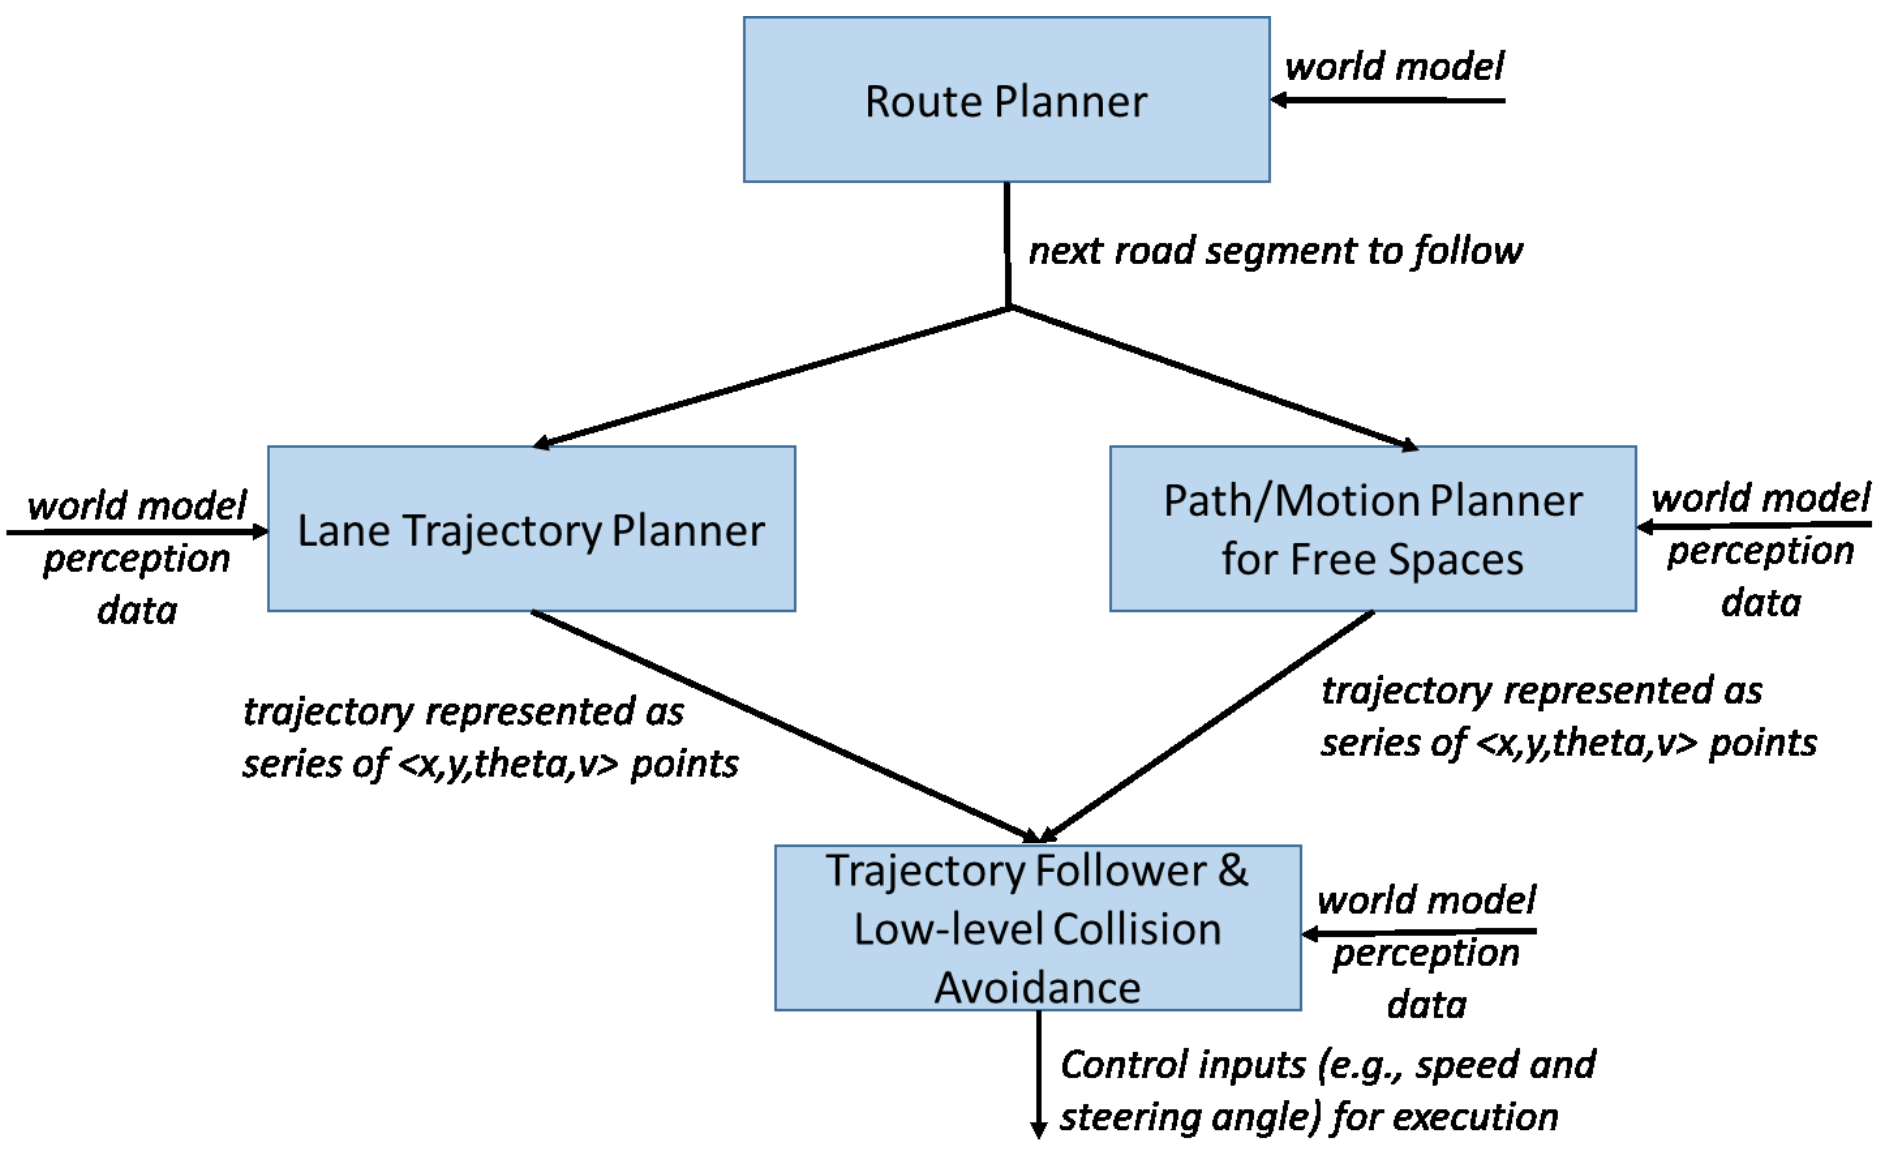 Route Planner
world model
next road segment to follow
world model
perception
data
Lane Trajectory Planner
Path/Motion Planner
for Free Spaces
world model
perception
data
trajectory represented as
series of <x,y,theta,v> points
trajectory represented as
series of <x,y,theta,v> points
Trajectory Follower &
Low-level Collision
Avoidance
world model
perception
data
Control inputs (e.g., speed and
steering angle) for execution